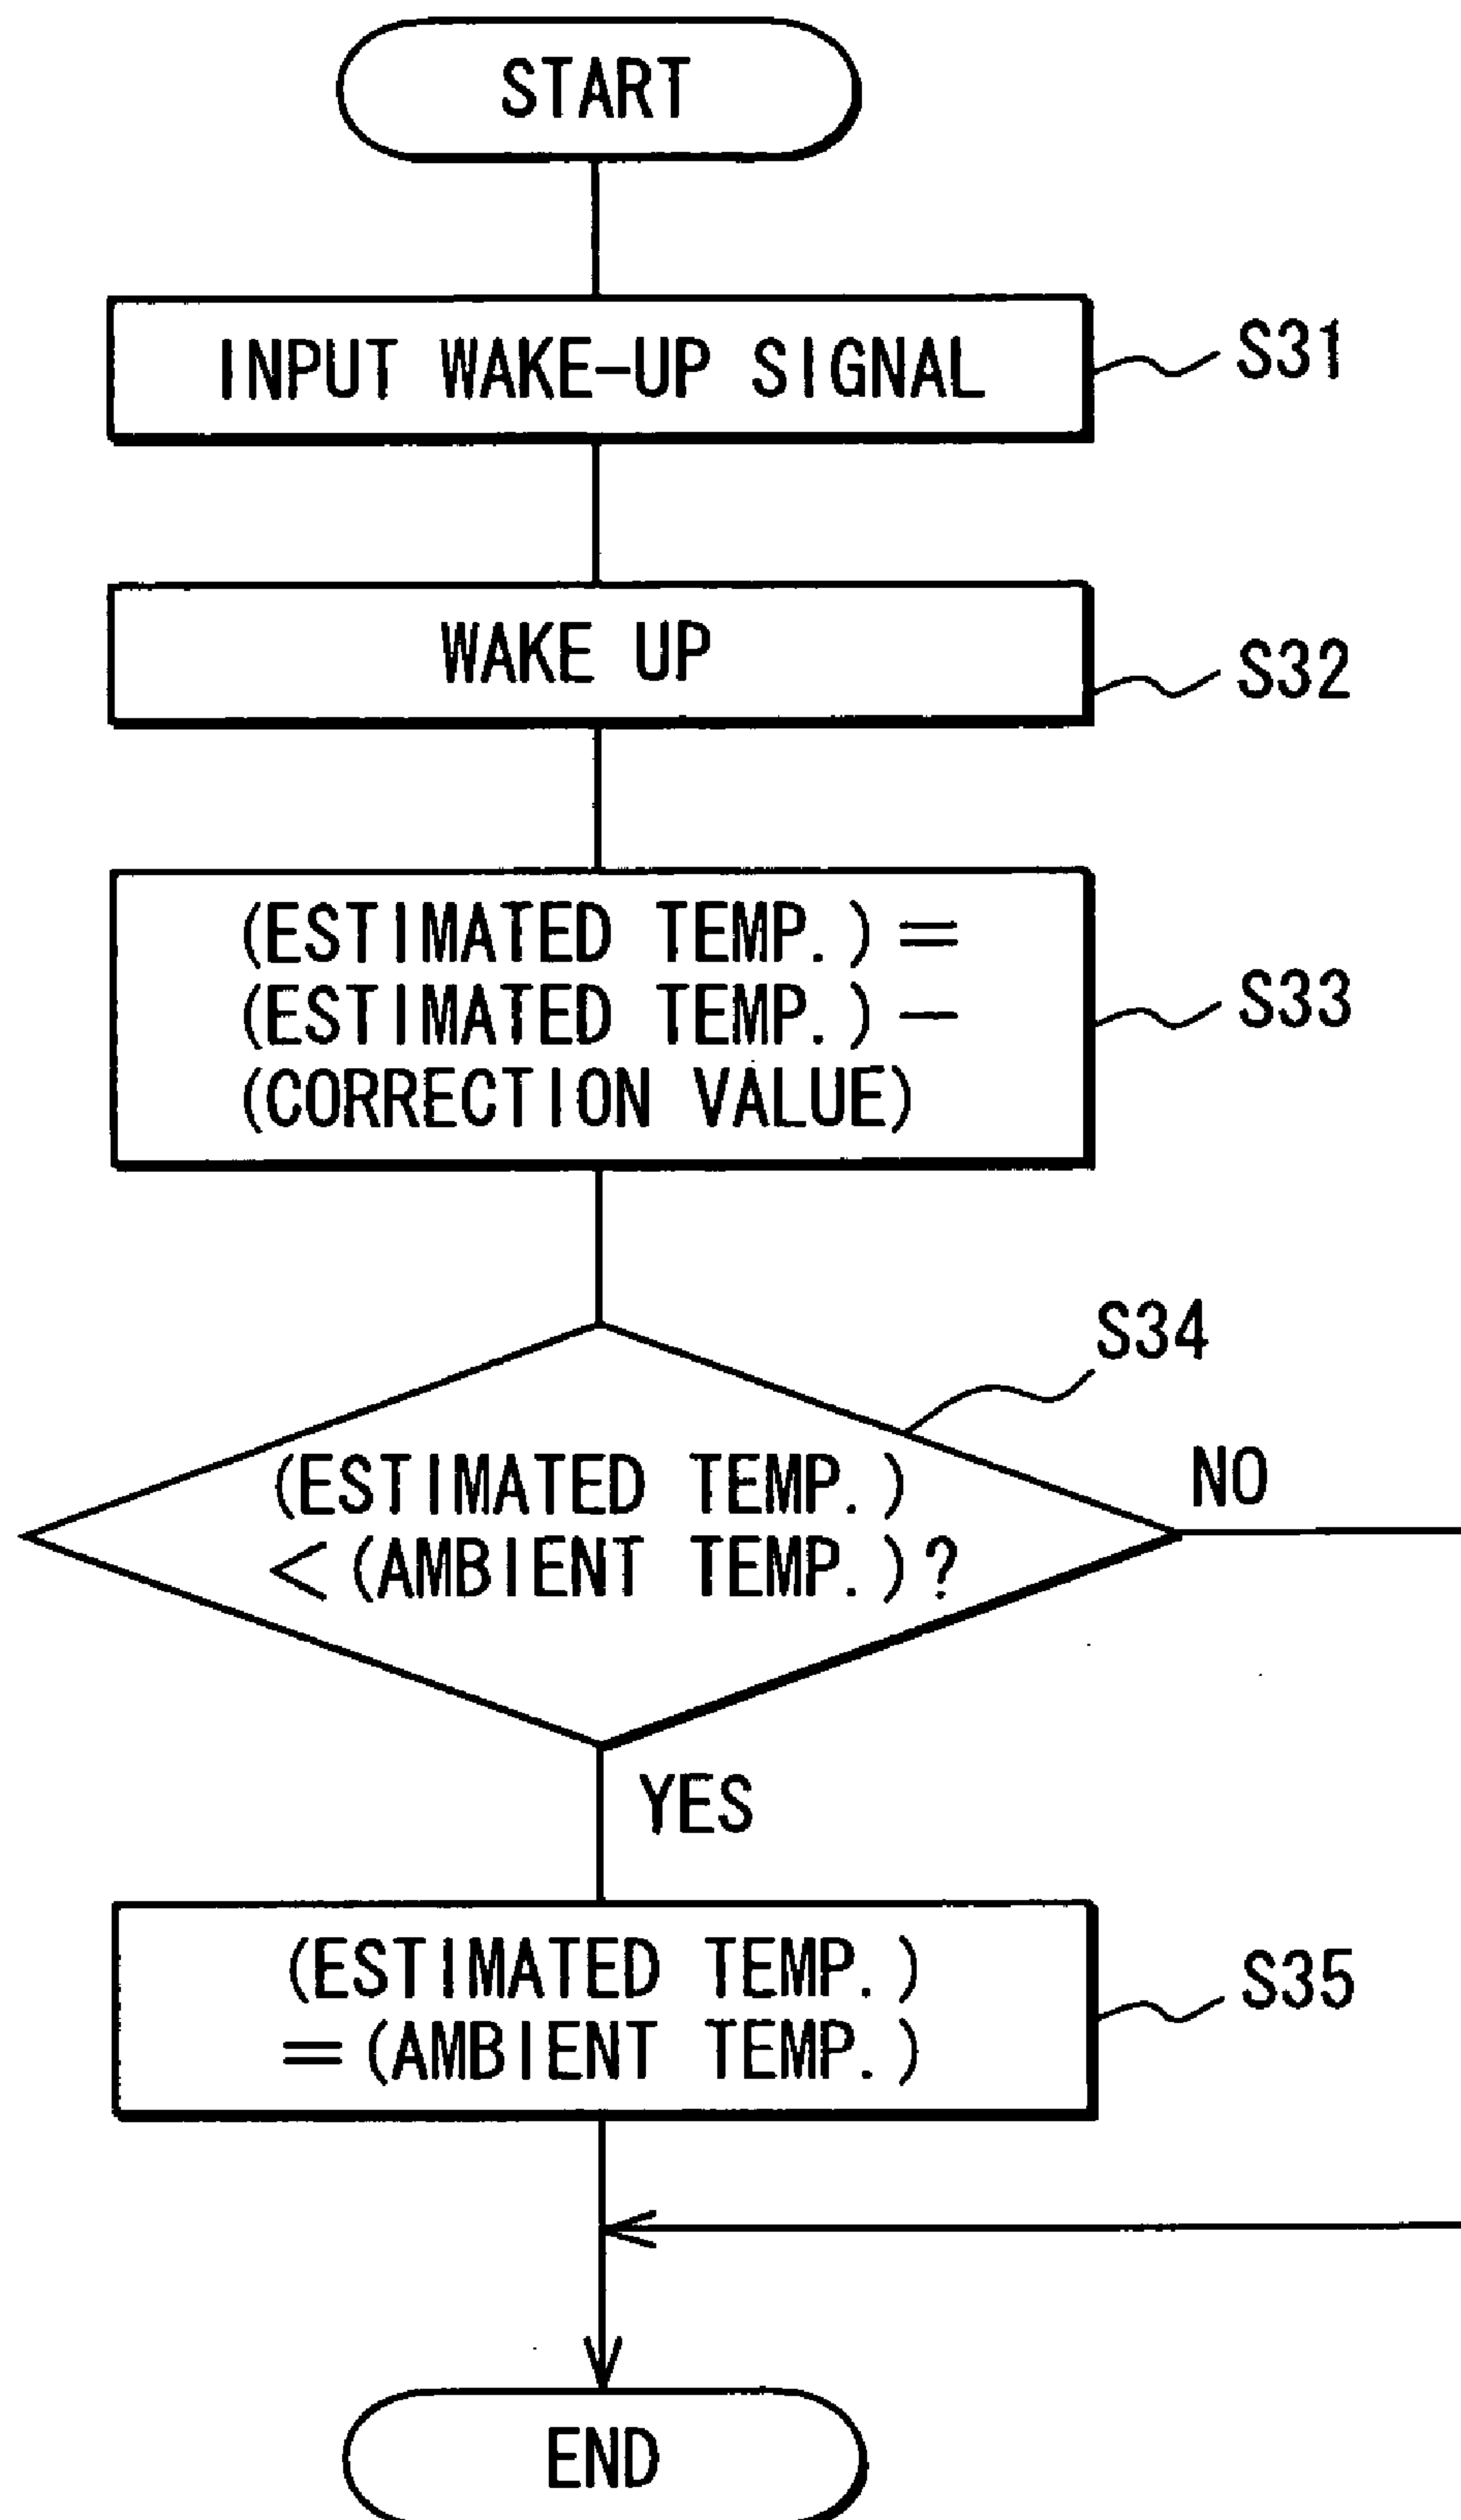 START
INPUT WAKE-UP SIGNAL
S31
WAKE UP
S32
(ESTIMATED TEMP.)=
(ESTIMATED TEMP.)−
(CORRECTION VALUE)
S33
S34
(ESTIMATED TEMP.)
<(AMBIENT TEMP.)?
NO
YES
(ESTIMATED TEMP.)
=(AMBIENT TEMP.)
S35
END